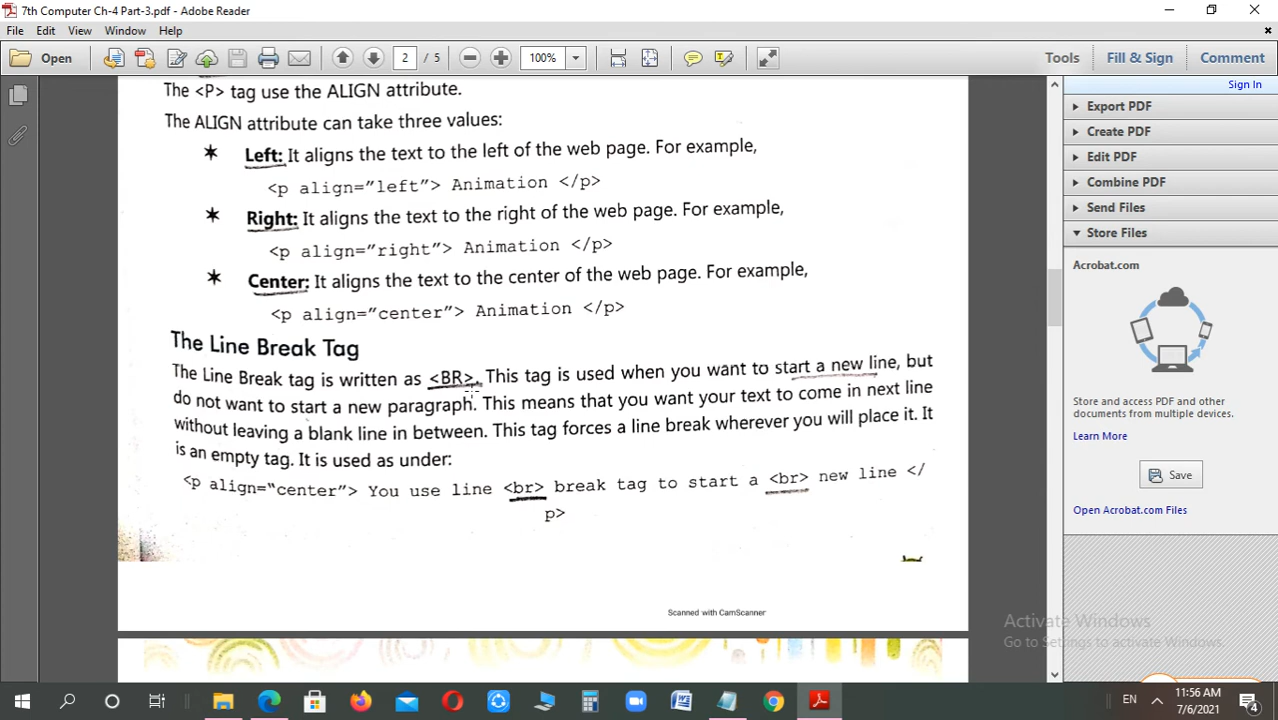 7th Computer Ch-4 Part-3.pdf - Adobe Reader
File Edit View Window Help
Open 2 / 5 100% Tools Fill & Sign Comment
Sign In
The <P> tag use the ALIGN attribute.
The ALIGN attribute can take three values:
✶ Left: It aligns the text to the left of the web page. For example,
<p align="left"> Animation </p>
✶ Right: It aligns the text to the right of the web page. For example,
<p align="right"> Animation </p>
✶ Center: It aligns the text to the center of the web page. For example,
<p align="center"> Animation </p>
The Line Break Tag
The Line Break tag is written as <BR>. This tag is used when you want to start a new line, but
do not want to start a new paragraph. This means that you want your text to come in next line
without leaving a blank line in between. This tag forces a line break wherever you will place it. It
is an empty tag. It is used as under:
<p align="center"> You use line <br> break tag to start a <br> new line </
p>
Scanned with CamScanner
Export PDF
Create PDF
Edit PDF
Combine PDF
Send Files
Store Files
Acrobat.com
Store and access PDFs and other
documents from multiple devices.
Learn More
Save
Open Acrobat.com Files
Activate Windows
Go to Settings to activate Windows.
EN 11:56 AM
7/6/2021 4